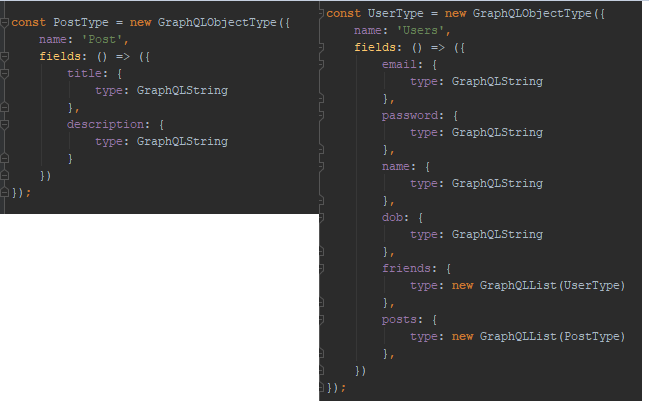 const PostType = new GraphQLObjectType({
    name: 'Post',
    fields: () => ({
        title: {
            type: GraphQLString
        },
        description: {
            type: GraphQLString
        }
    })
});
const UserType = new GraphQLObjectType({
    name: 'Users',
    fields: () => ({
        email: {
            type: GraphQLString
        },
        password: {
            type: GraphQLString
        },
        name: {
            type: GraphQLString
        },
        dob: {
            type: GraphQLString
        },
        friends: {
            type: new GraphQLList(UserType)
        },
        posts: {
            type: new GraphQLList(PostType)
        },
    })
});